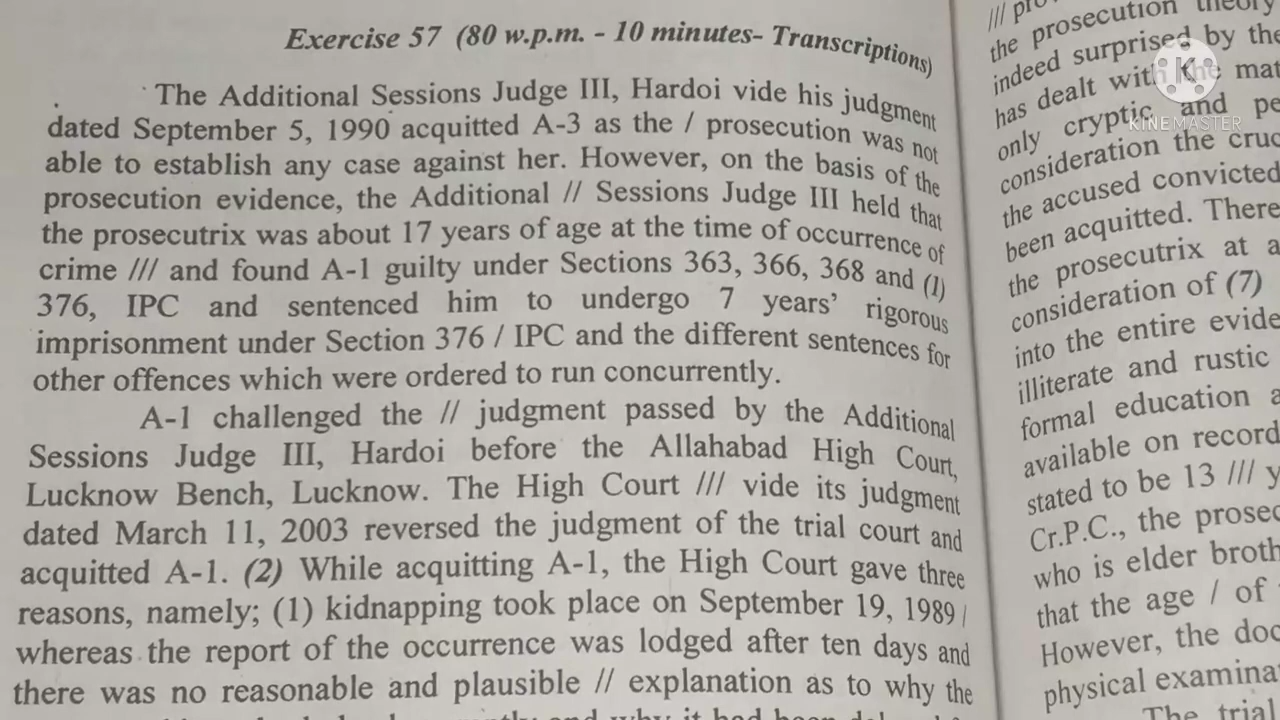 Exercise 57 (80 w.p.m. - 10 minutes- Transcriptions)
The Additional Sessions Judge III, Hardoi vide his judgment
dated September 5, 1990 acquitted A-3 as the / prosecution was not
able to establish any case against her. However, on the basis of the
prosecution evidence, the Additional // Sessions Judge III held that
the prosecutrix was about 17 years of age at the time of occurrence of
crime /// and found A-1 guilty under Sections 363, 366, 368 and (1)
376, IPC and sentenced him to undergo 7 years' rigorous
imprisonment under Section 376 / IPC and the different sentences for
other offences which were ordered to run concurrently.
A-1 challenged the // judgment passed by the Additional
Sessions Judge III, Hardoi before the Allahabad High Court,
Lucknow Bench, Lucknow. The High Court /// vide its judgment
dated March 11, 2003 reversed the judgment of the trial court and
acquitted A-1. (2) While acquitting A-1, the High Court gave three
reasons, namely; (1) kidnapping took place on September 19, 1989 /
whereas the report of the occurrence was lodged after ten days and
there was no reasonable and plausible // explanation as to why the
the prosecution theory
indeed surprised by the
has dealt with the
only cryptic and
consideration the
the accused convicted
been acquitted. There
the prosecutrix at
consideration of (7)
into the entire
illiterate and rustic
formal education
available on record
stated to be 13 ///
Cr.P.C., the
who is elder
that the age / of
However, the
physical
The trial
KINEMASTER